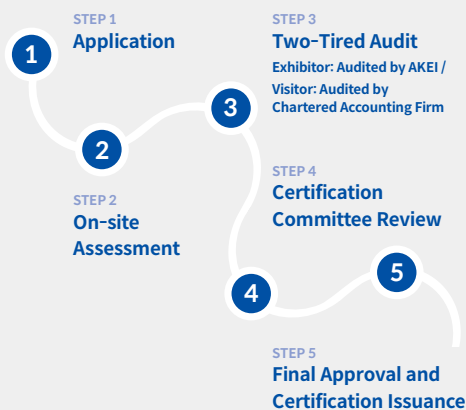 STEP 1
Application
1
2
STEP 2
On-site
Assessment
STEP 3
Two-Tired Audit
Exhibitor: Audited by AKEI /
Visitor: Audited by
Chartered Accounting Firm
3
STEP 4
Certification
Committee Review
4
5
STEP 5
Final Approval and
Certification Issuance